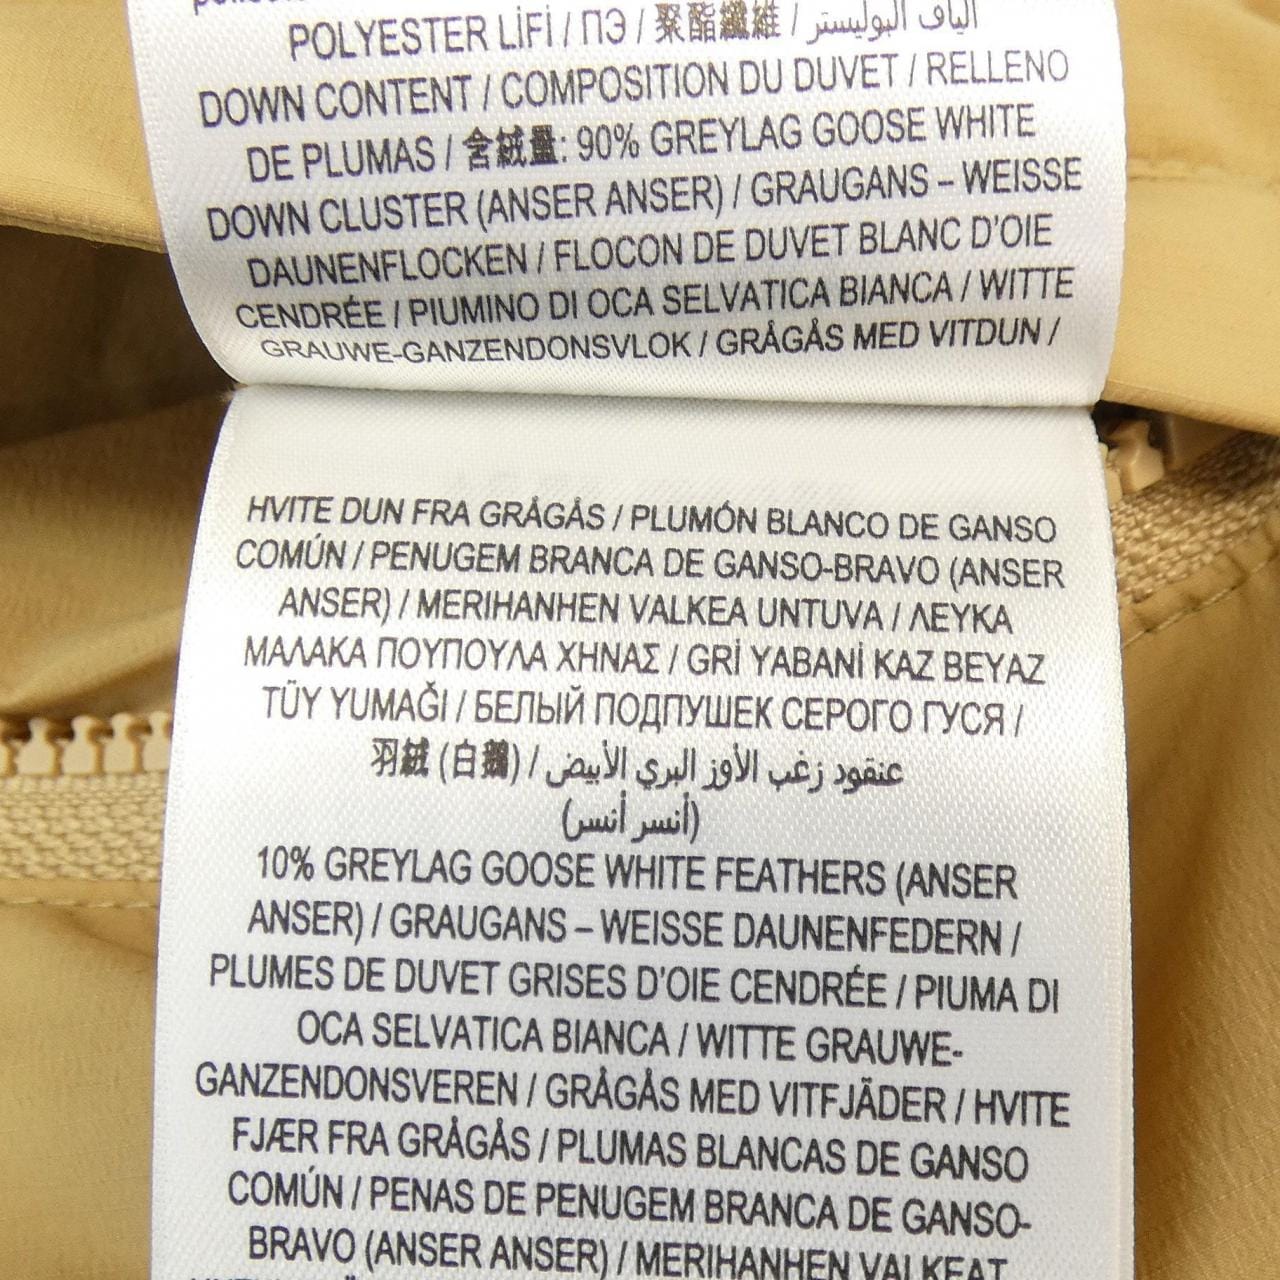 POLYESTER LİFİ / ПЭ / 聚酯纖維 / ألياف البوليستر
DOWN CONTENT / COMPOSITION DU DUVET / RELLENO
DE PLUMAS / 含絨量: 90% GREYLAG GOOSE WHITE
DOWN CLUSTER (ANSER ANSER) / GRAUGANS – WEISSE
DAUNENFLOCKEN / FLOCON DE DUVET BLANC D'OIE
CENDRÉE / PIUMINO DI OCA SELVATICA BIANCA / WITTE
GRAUWE-GANZENDONSVLOK / GRÅGÅS MED VITDUN /
HVITE DUN FRA GRÅGÅS / PLUMÓN BLANCO DE GANSO
COMÚN / PENUGEM BRANCA DE GANSO-BRAVO (ANSER
ANSER) / MERIHANHEN VALKEA UNTUVA / ΛΕΥΚΑ
ΜΑΛΑΚΑ ΠΟΥΠΟΥΛΑ ΧΗΝΑΣ / GRİ YABANİ KAZ BEYAZ
TÜY YUMAĞI / БЕЛЫЙ ПОДПУШЕК СЕРОГО ГУСЯ /
羽絨 (白鵝) / عنقود زغب الأوز البري الأبيض
(أنسر أنسر)
10% GREYLAG GOOSE WHITE FEATHERS (ANSER
ANSER) / GRAUGANS – WEISSE DAUNENFEDERN /
PLUMES DE DUVET GRISES D'OIE CENDRÉE / PIUMA DI
OCA SELVATICA BIANCA / WITTE GRAUWE-
GANZENDONSVEREN / GRÅGÅS MED VITFJÄDER / HVITE
FJÆR FRA GRÅGÅS / PLUMAS BLANCAS DE GANSO
COMÚN / PENAS DE PENUGEM BRANCA DE GANSO-
BRAVO (ANSER ANSER) / MERIHANHEN VALKEAT